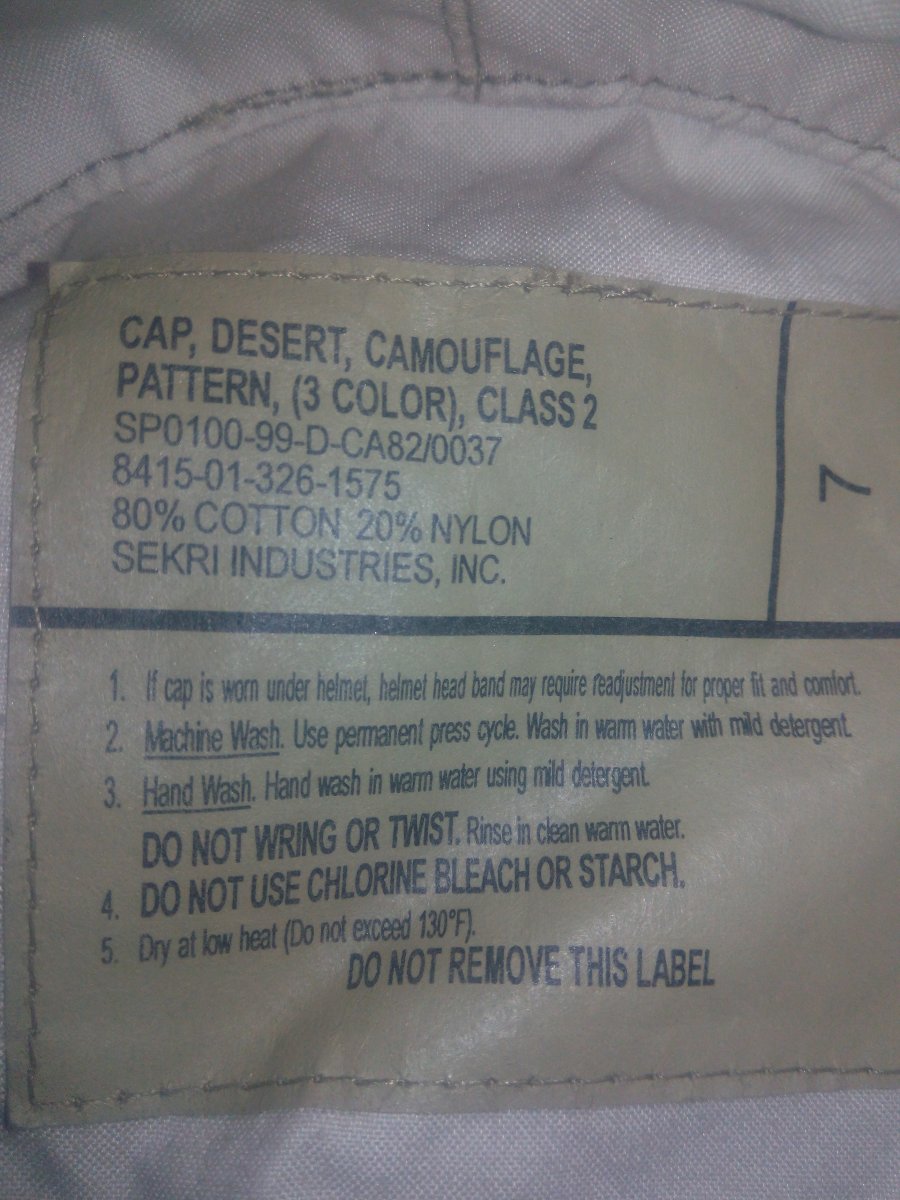 CAP, DESERT, CAMOUFLAGE,
PATTERN, (3 COLOR), CLASS 2
SP0100-99-D-CA82/0037
8415-01-326-1575
80% COTTON 20% NYLON
SEKRI INDUSTRIES, INC.
7
1. If cap is worn under helmet, helmet head band may require readjustment for proper fit and comfort.
2. Machine Wash. Use permanent press cycle. Wash in warm water with mild detergent.
3. Hand Wash. Hand wash in warm water using mild detergent.
DO NOT WRING OR TWIST. Rinse in clean warm water.
4. DO NOT USE CHLORINE BLEACH OR STARCH.
5. Dry at low heat (Do not exceed 130°F).
DO NOT REMOVE THIS LABEL